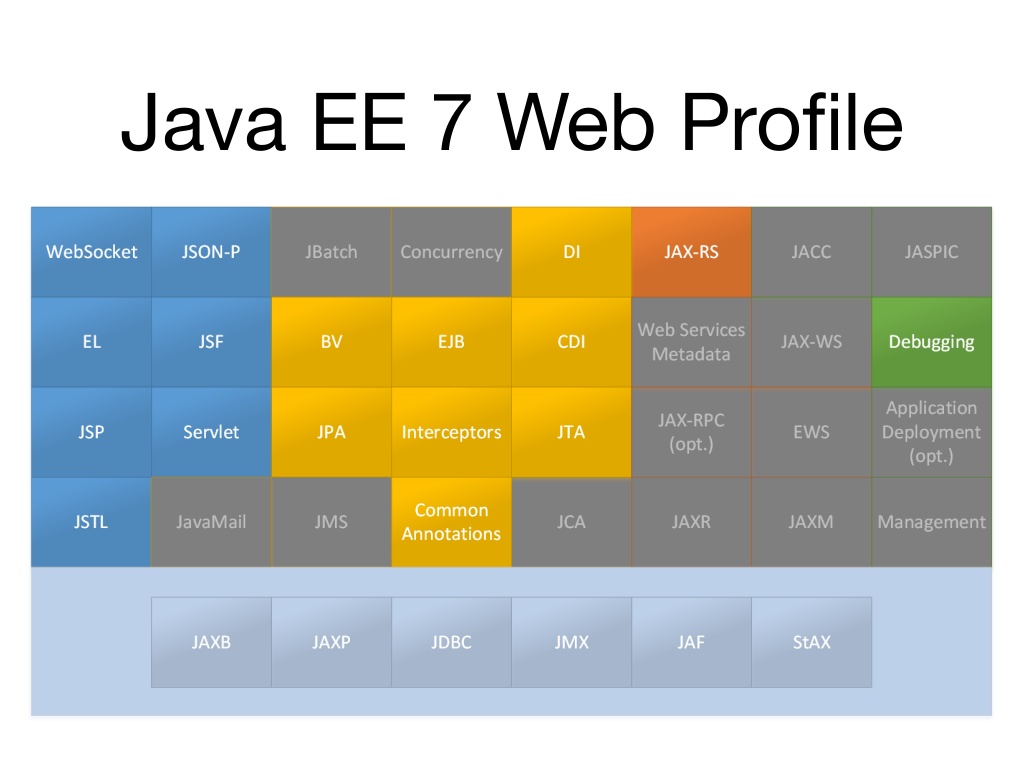 Java EE 7 Web Profile
WebSocket
JSON-P
JBatch
Concurrency
DI
JAX-RS
JACC
JASPIC
EL
JSF
BV
EJB
CDI
Web Services
Metadata
JAX-WS
Debugging
JSP
Servlet
JPA
Interceptors
JTA
JAX-RPC
(opt.)
EWS
Application
Deployment
(opt.)
JSTL
JavaMail
JMS
Common
Annotations
JCA
JAXR
JAXM
Management
JAXB
JAXP
JDBC
JMX
JAF
StAX